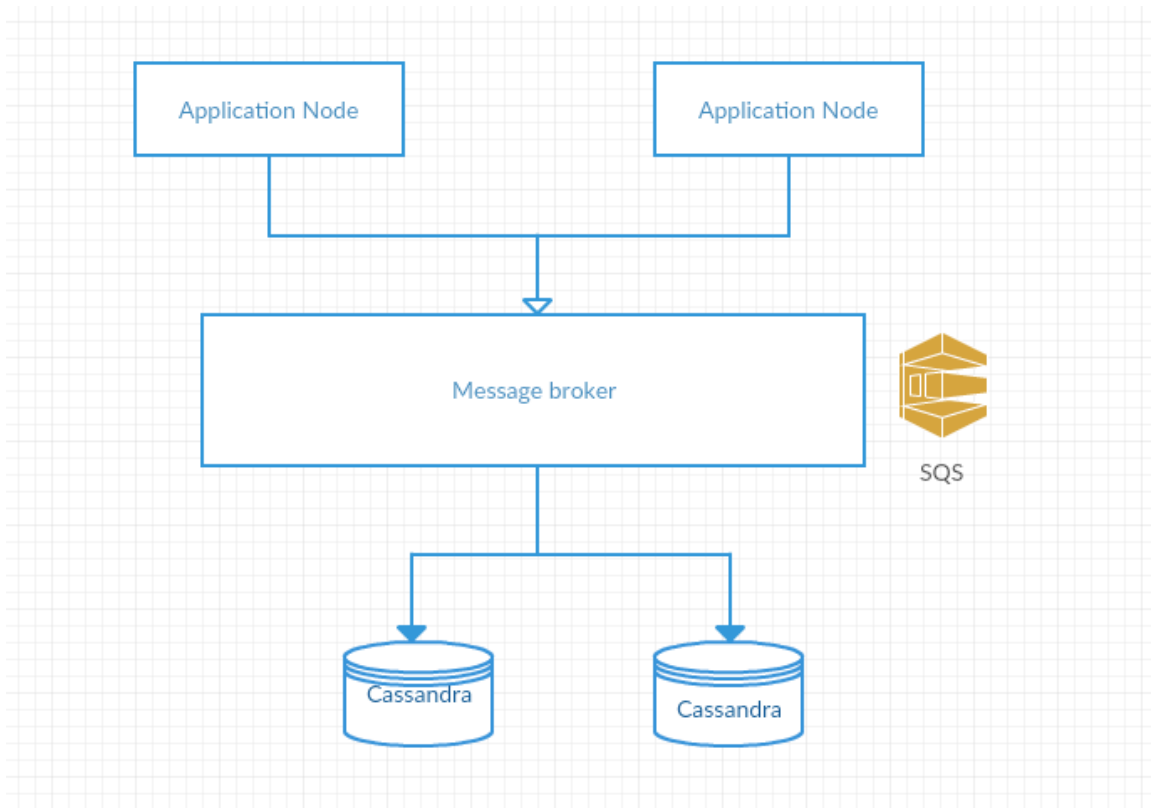 Application Node
Application Node
Message broker
SQS
Cassandra
Cassandra